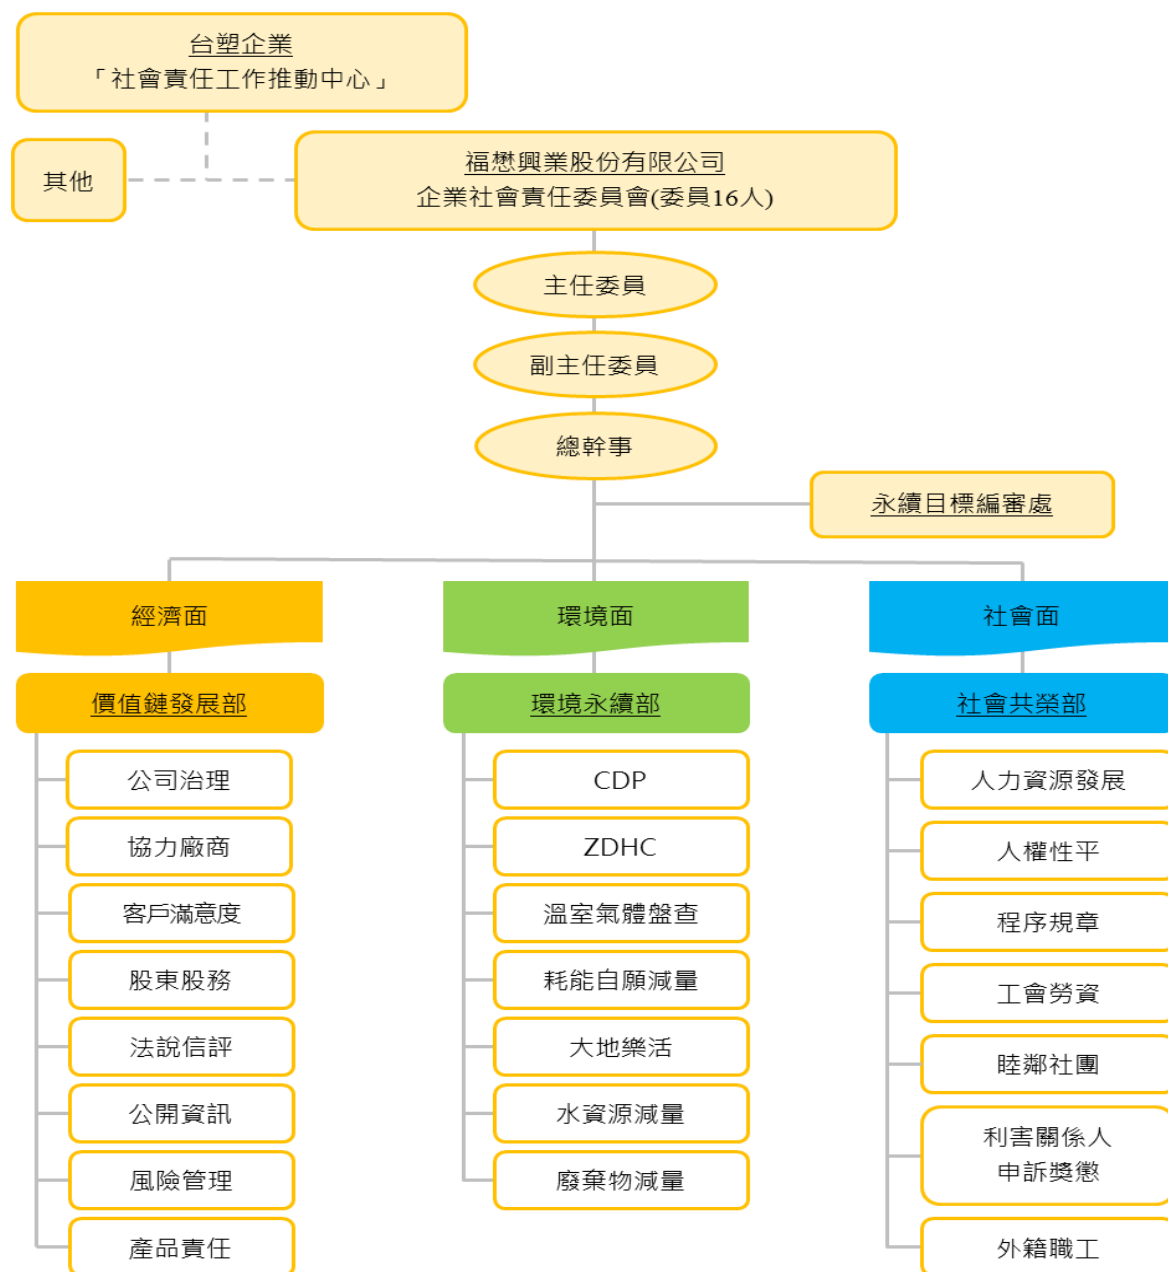 台塑企業
「社會責任工作推動中心」
其他
福懋興業股份有限公司
企業社會責任委員會(委員16人)
主任委員
副主任委員
總幹事
永續目標編審處
經濟面
環境面
社會面
價值鏈發展部
環境永續部
社會共榮部
公司治理
協力廠商
客戶滿意度
股東股務
法說信評
公開資訊
風險管理
產品責任
CDP
ZDHC
溫室氣體盤查
耗能自願減量
大地樂活
水資源減量
廢棄物減量
人力資源發展
人權性平
程序規章
工會勞資
睦鄰社團
利害關係人
申訴獎懲
外籍職工